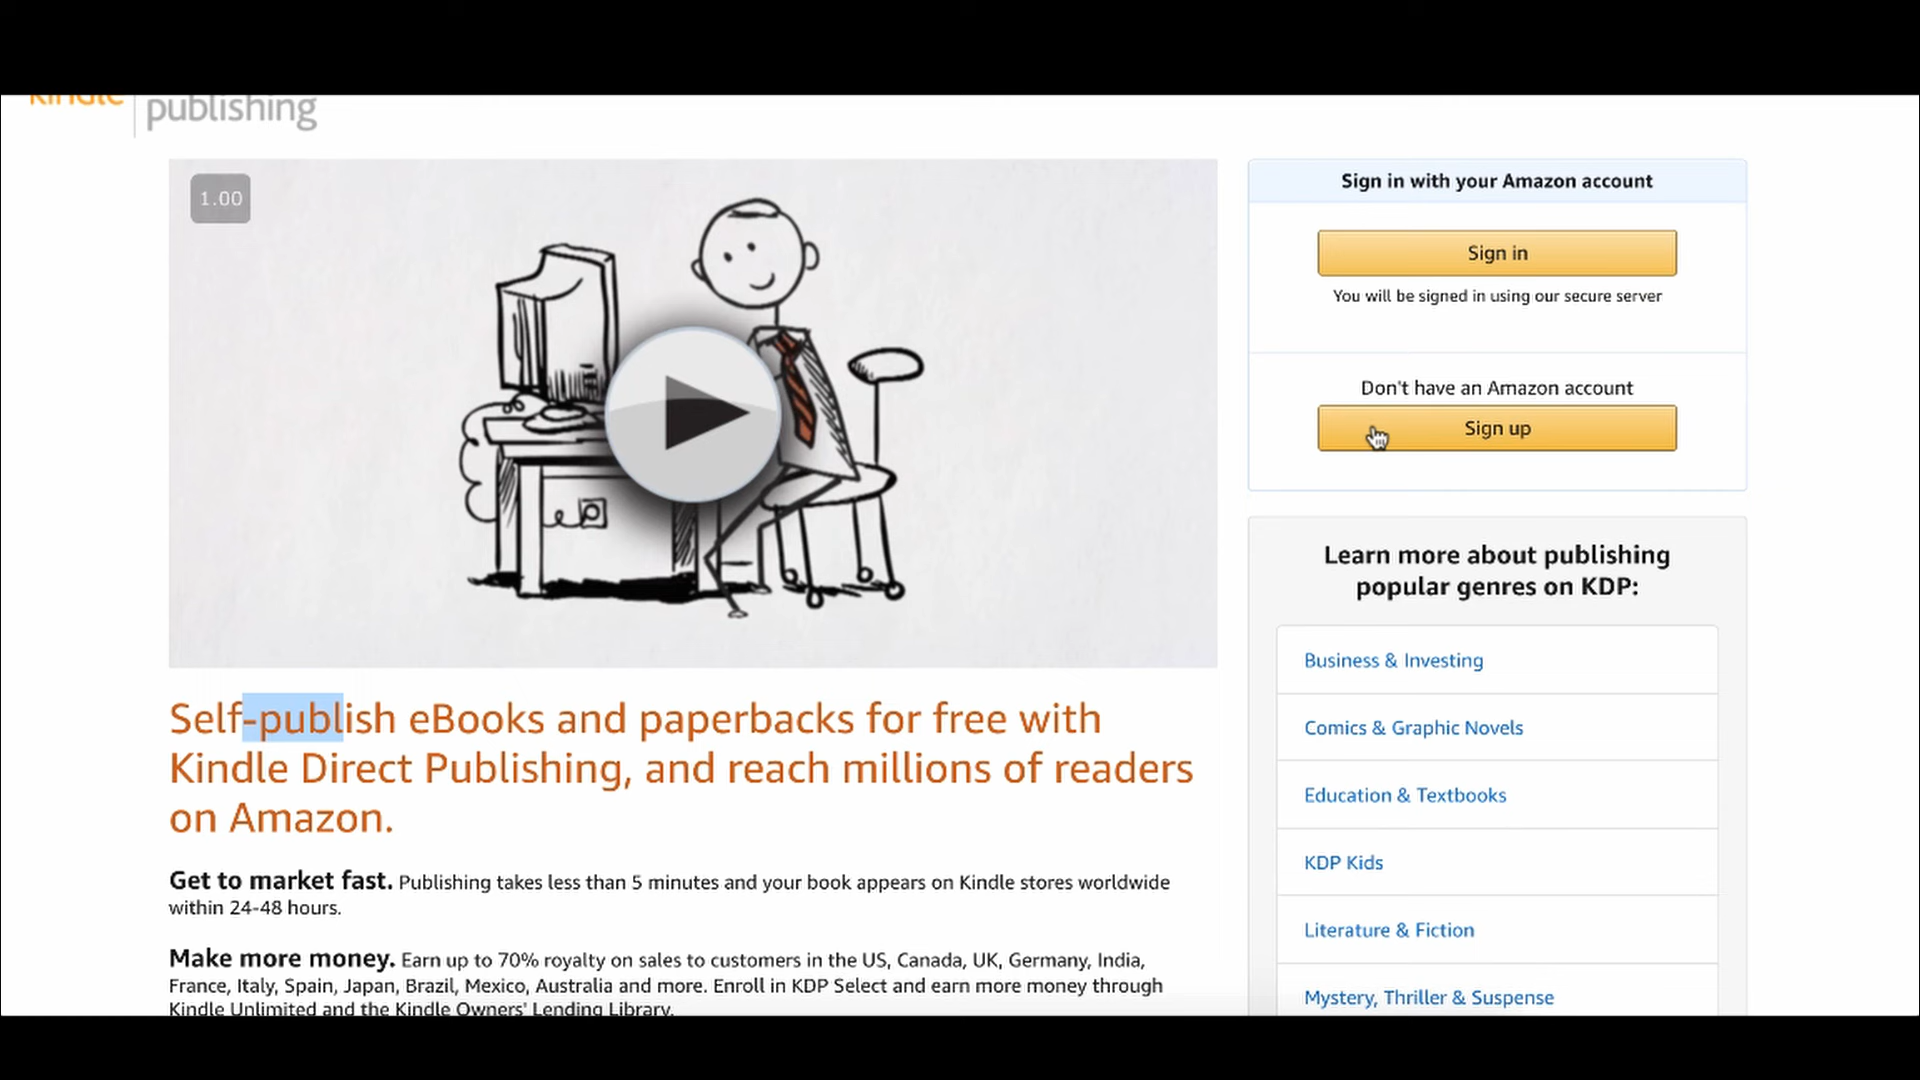 kindle
publishing
1.00
Self-publish eBooks and paperbacks for free with
Kindle Direct Publishing, and reach millions of readers
on Amazon.
Get to market fast. Publishing takes less than 5 minutes and your book appears on Kindle stores worldwide
within 24-48 hours.
Make more money. Earn up to 70% royalty on sales to customers in the US, Canada, UK, Germany, India,
France, Italy, Spain, Japan, Brazil, Mexico, Australia and more. Enroll in KDP Select and earn more money through
Kindle Unlimited and the Kindle Owners' Lending Library.
Sign in with your Amazon account
Sign in
You will be signed in using our secure server
Don't have an Amazon account
Sign up
Learn more about publishing
popular genres on KDP:
Business & Investing
Comics & Graphic Novels
Education & Textbooks
KDP Kids
Literature & Fiction
Mystery, Thriller & Suspense